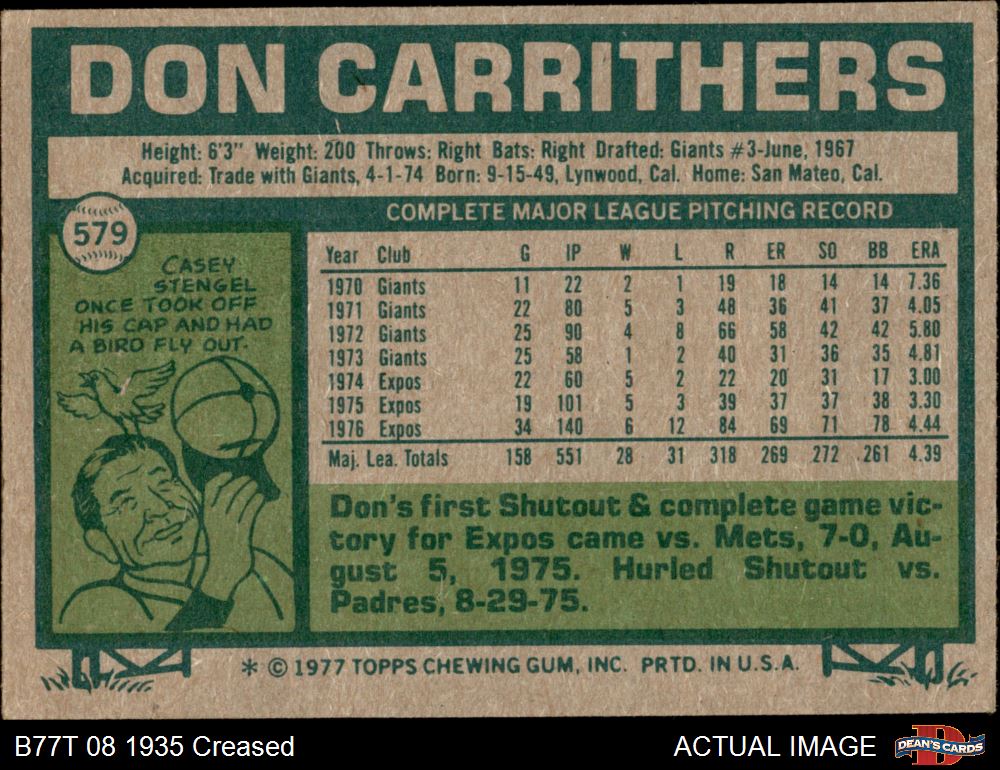 DON CARRITHERS
Height: 6'3" Weight: 200 Throws: Right Bats: Right Drafted: Giants #3-June, 1967
Acquired: Trade with Giants, 4-1-74 Born: 9-15-49, Lynwood, Cal. Home: San Mateo, Cal.
579
CASEY
STENGEL
ONCE TOOK OFF
HIS CAP AND HAD
A BIRD FLY OUT.
COMPLETE MAJOR LEAGUE PITCHING RECORD
Year Club G IP W L R ER SO BB ERA
1970 Giants 11 22 2 1 19 18 14 14 7.36
1971 Giants 22 80 5 3 48 36 41 37 4.05
1972 Giants 25 90 4 8 66 58 42 42 5.80
1973 Giants 25 58 1 2 40 31 36 35 4.81
1974 Expos 22 60 5 2 22 20 31 17 3.00
1975 Expos 19 101 5 3 39 37 37 38 3.30
1976 Expos 34 140 6 12 84 69 71 78 4.44
Maj. Lea. Totals 158 551 28 31 318 269 272 261 4.39
Don's first Shutout & complete game vic-
tory for Expos came vs. Mets, 7-0, Au-
gust 5, 1975. Hurled Shutout vs.
Padres, 8-29-75.
* © 1977 TOPPS CHEWING GUM, INC. PRTD. IN U.S.A.
B77T 08 1935 Creased
ACTUAL IMAGE
D
DEAN'S CARDS